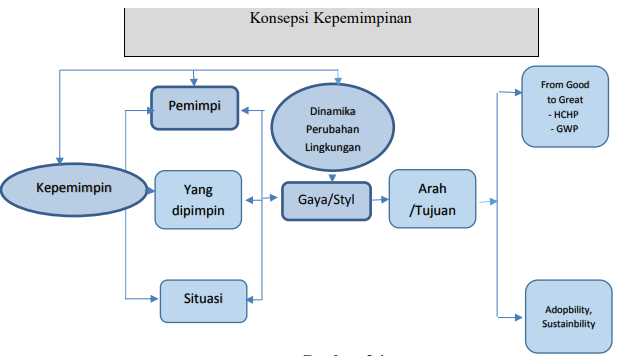 Konsepsi Kepemimpinan
Pemimpi
Dinamika
Perubahan
Lingkungan
From Good
to Great
- HCHP
- GWP
Kepemimpin
Yang
dipimpin
Gaya/Styl
Arah
/Tujuan
Situasi
Adopbility,
Sustainbility